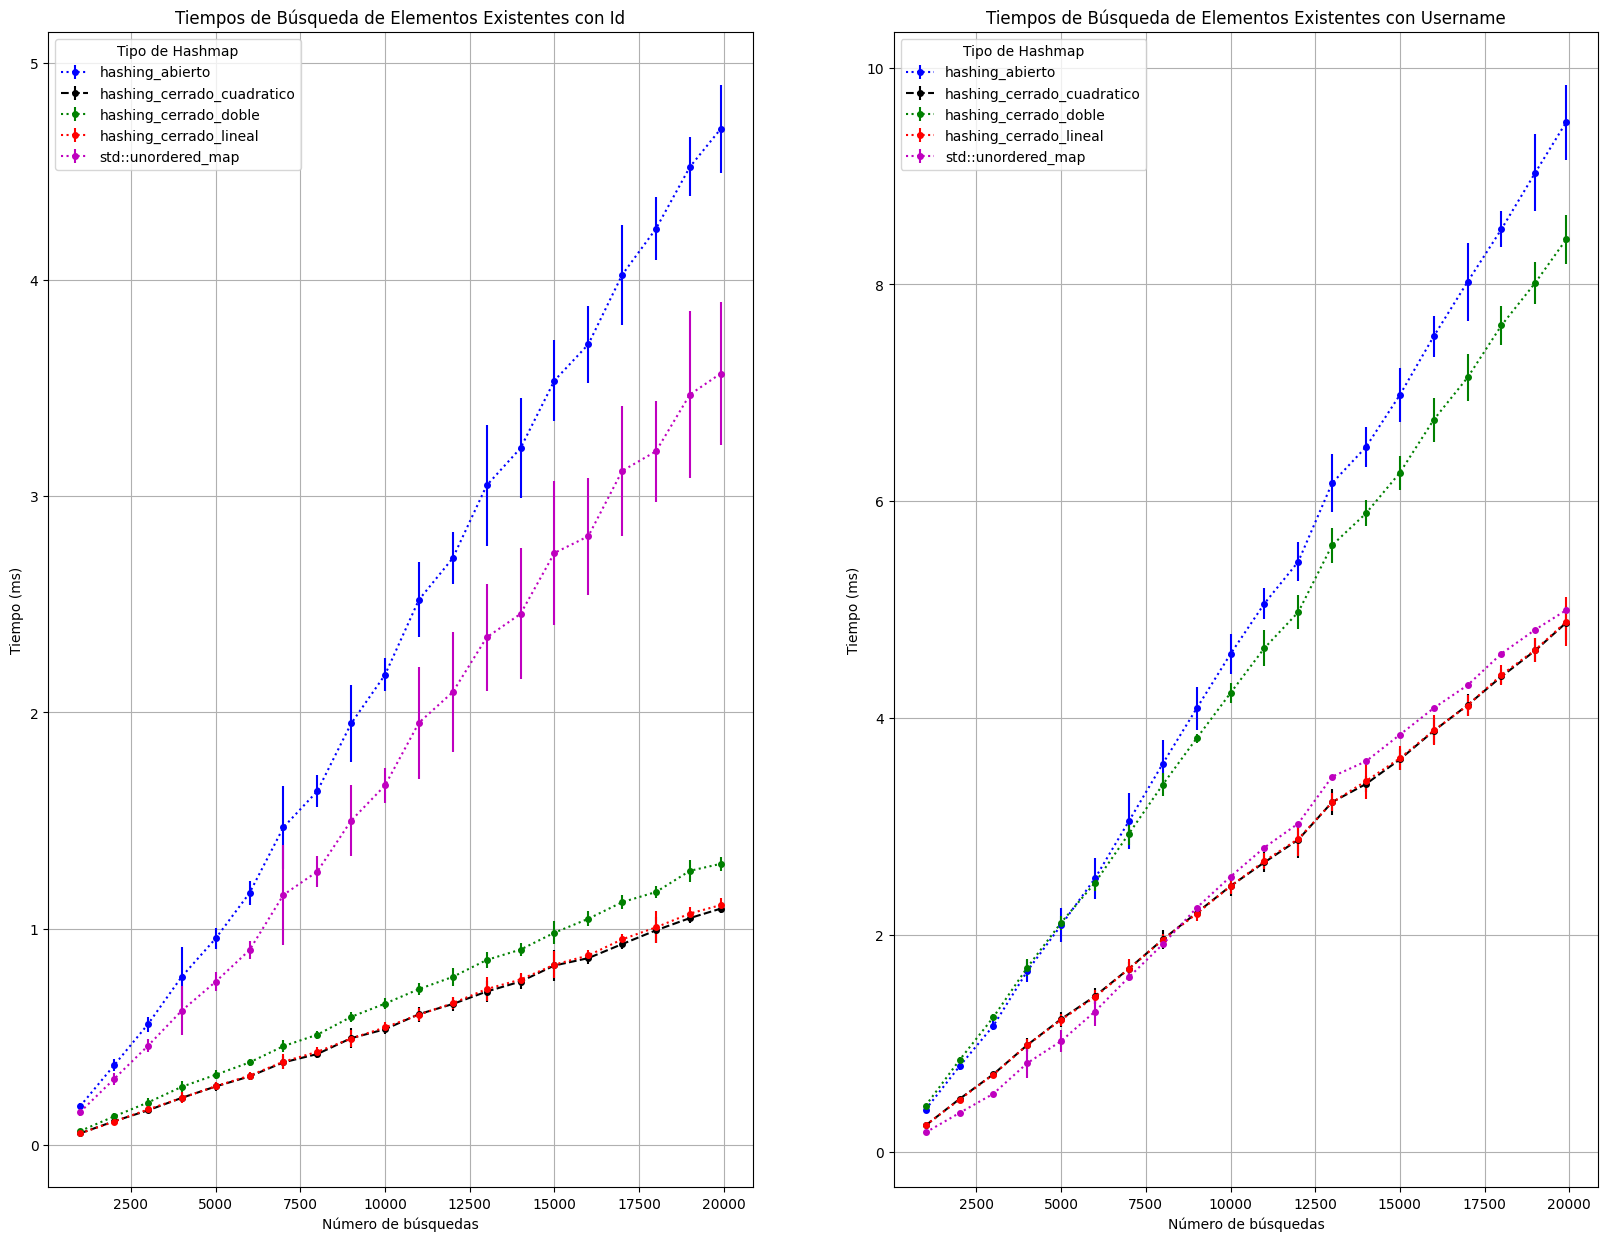 Tiempos de Búsqueda de Elementos Existentes con Id
Tipo de Hashmap
hashing_abierto
hashing_cerrado_cuadratico
hashing_cerrado_doble
hashing_cerrado_lineal
std::unordered_map
5
4
3
2
1
0
Tiempo (ms)
2500 5000 7500 10000 12500 15000 17500 20000
Número de búsquedas
Tiempos de Búsqueda de Elementos Existentes con Username
Tipo de Hashmap
hashing_abierto
hashing_cerrado_cuadratico
hashing_cerrado_doble
hashing_cerrado_lineal
std::unordered_map
10
8
6
4
2
0
Tiempo (ms)
2500 5000 7500 10000 12500 15000 17500 20000
Número de búsquedas